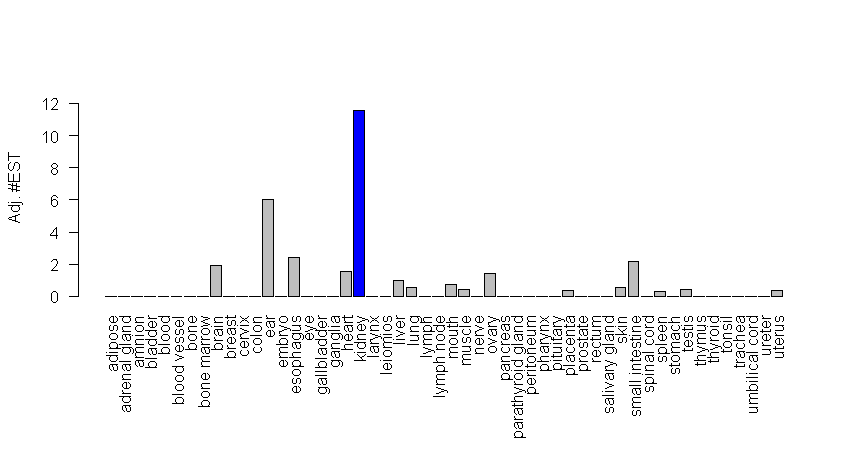 Adj. #EST
12
10
8
6
4
2
0
adipose
adrenal gland
amnion
bladder
blood
blood vessel
bone
bone marrow
brain
breast
cervix
colon
ear
embryo
esophagus
eye
gallbladder
ganglia
heart
kidney
larynx
leiomios
liver
lung
lymph
lymph node
mouth
muscle
nerve
ovary
pancreas
parathyroid gland
peritoneum
pharynx
pituitary
placenta
prostate
rectum
salivary gland
skin
small intestine
spinal cord
spleen
stomach
testis
thymus
thyroid
tonsil
trachea
umbilical cord
ureter
uterus